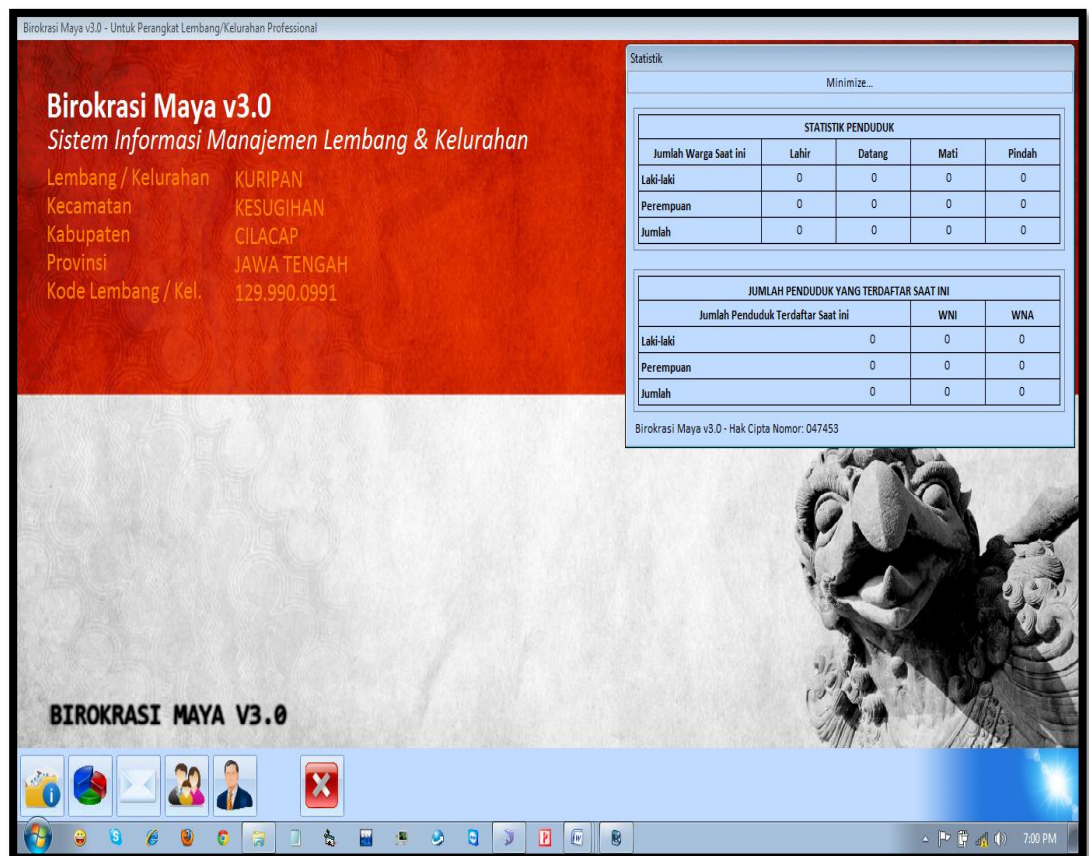 Birokrasi Maya v3.0 - Untuk Perangkat Lembang/Kelurahan Professional
Birokrasi Maya v3.0
Sistem Informasi Manajemen Lembang & Kelurahan
Lembang / Kelurahan KURIPAN
Kecamatan KESUGIHAN
Kabupaten CILACAP
Provinsi JAWA TENGAH
Kode Lembang / Kel. 129.990.0991
Statistik
Minimize...
STATISTIK PENDUDUK
Jumlah Warga Saat ini Lahir Datang Mati Pindah
Laki-laki 0 0 0 0
Perempuan 0 0 0 0
Jumlah 0 0 0 0
JUMLAH PENDUDUK YANG TERDAFTAR SAAT INI
Jumlah Penduduk Terdaftar Saat ini WNI WNA
Laki-laki 0 0 0
Perempuan 0 0 0
Jumlah 0 0 0
Birokrasi Maya v3.0 - Hak Cipta Nomor: 047453
BIROKRASI MAYA V3.0
7:00 PM